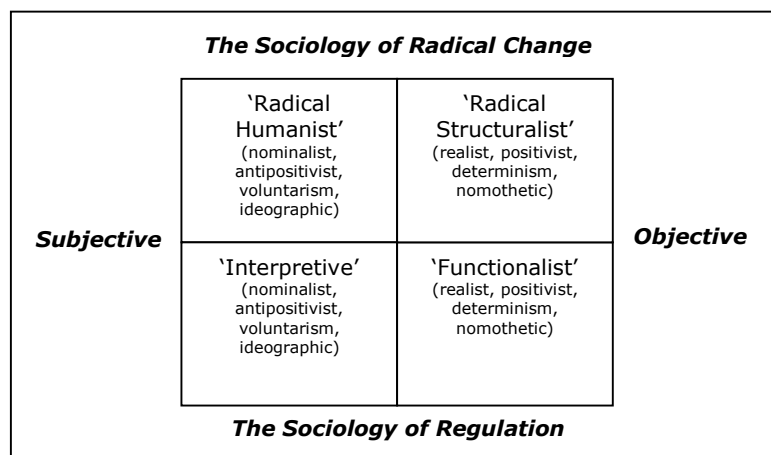 The Sociology of Radical Change
‘Radical
Humanist’
(nominalist,
antipositivist,
voluntarism,
ideographic)
‘Radical
Structuralist’
(realist, positivist,
determinism,
nomothetic)
Subjective
Objective
‘Interpretive’
(nominalist,
antipositivist,
voluntarism,
ideographic)
‘Functionalist’
(realist, positivist,
determinism,
nomothetic)
The Sociology of Regulation